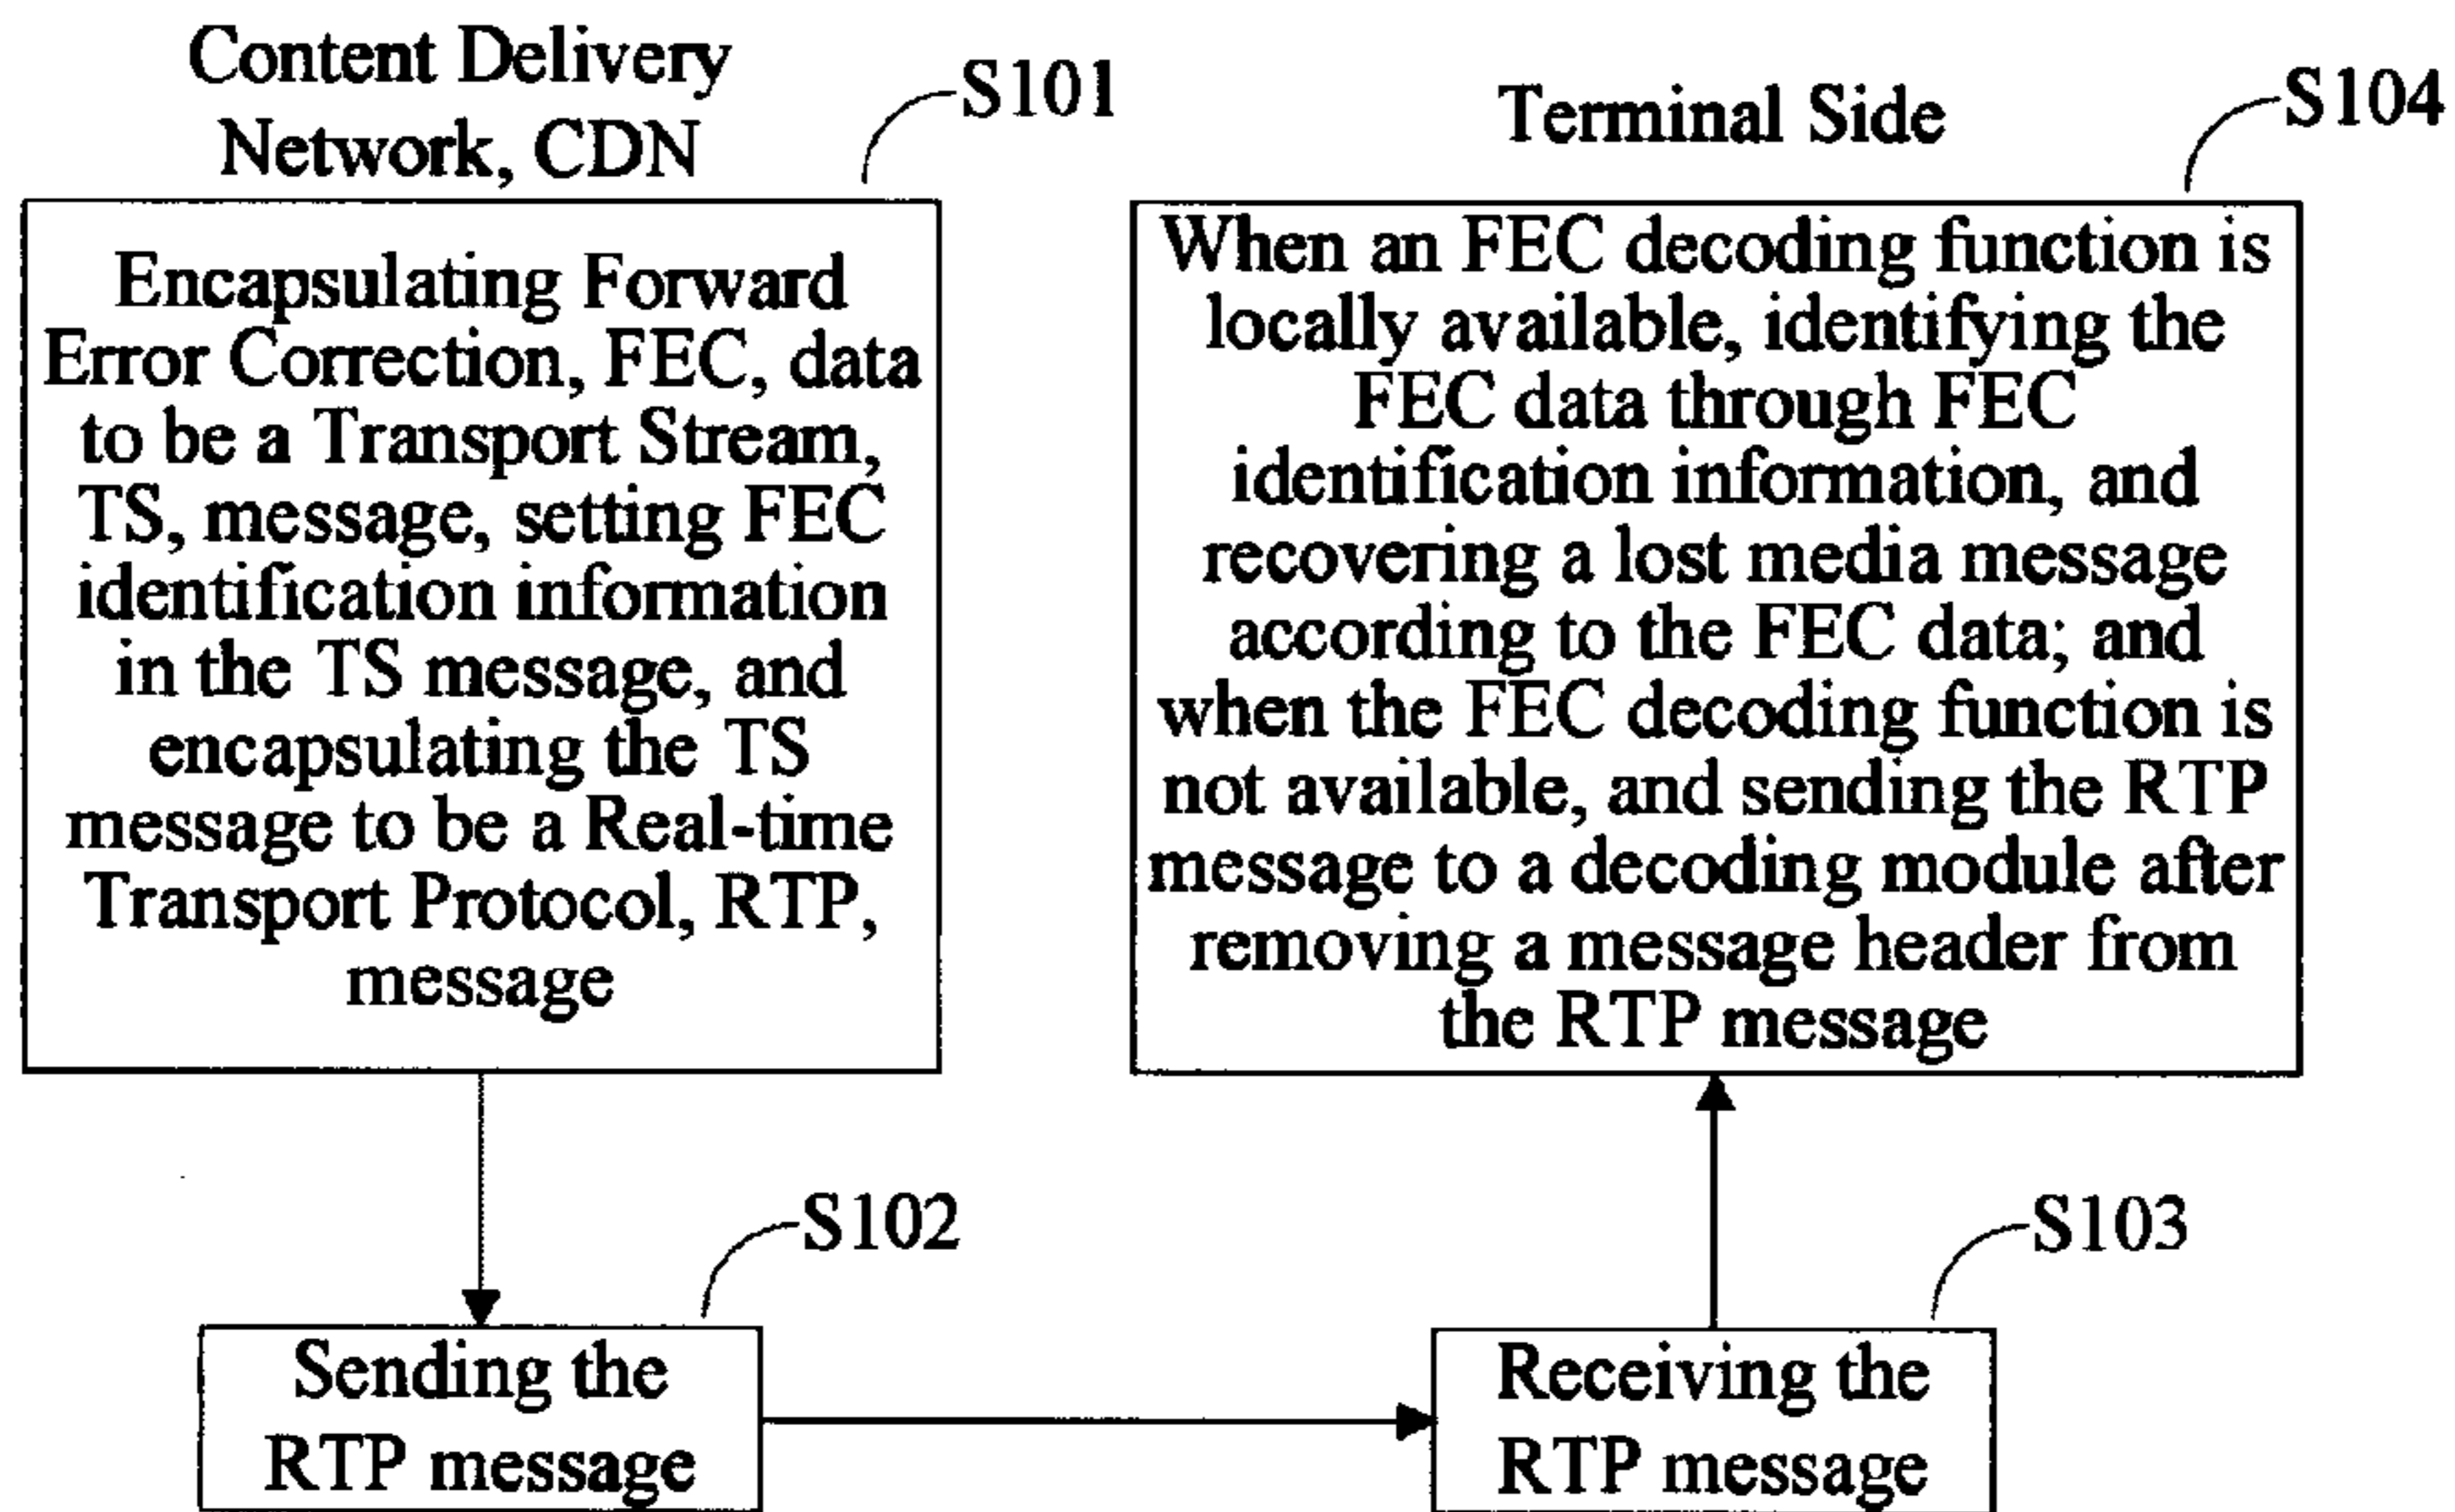 Content Delivery
Network, CDN
S101
Encapsulating Forward
Error Correction, FEC, data
to be a Transport Stream,
TS, message, setting FEC
identification information
in the TS message, and
encapsulating the TS
message to be a Real-time
Transport Protocol, RTP,
message
S102
Sending the
RTP message
Terminal Side
S104
When an FEC decoding function is
locally available, identifying the
FEC data through FEC
identification information, and
recovering a lost media message
according to the FEC data; and
when the FEC decoding function is
not available, and sending the RTP
message to a decoding module after
removing a message header from
the RTP message
S103
Receiving the
RTP message